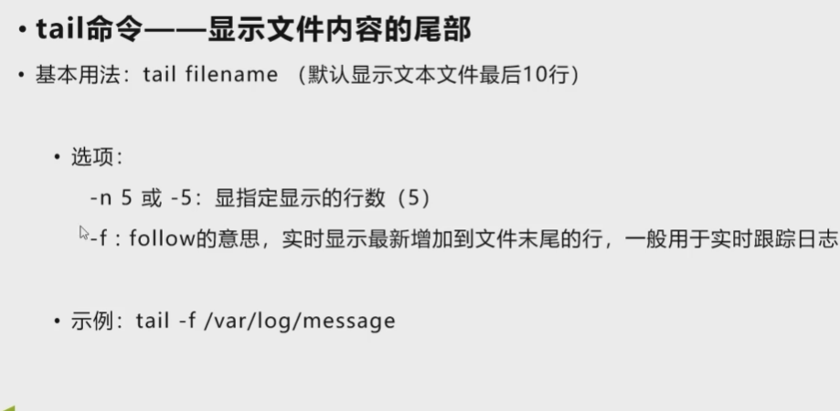 • tail命令——显示文件内容的尾部
• 基本用法：tail filename （默认显示文本文件最后10行）
• 选项：
-n 5 或 -5：显指定显示的行数（5）
-f : follow的意思，实时显示最新增加到文件末尾的行，一般用于实时跟踪日志
• 示例：tail -f /var/log/message